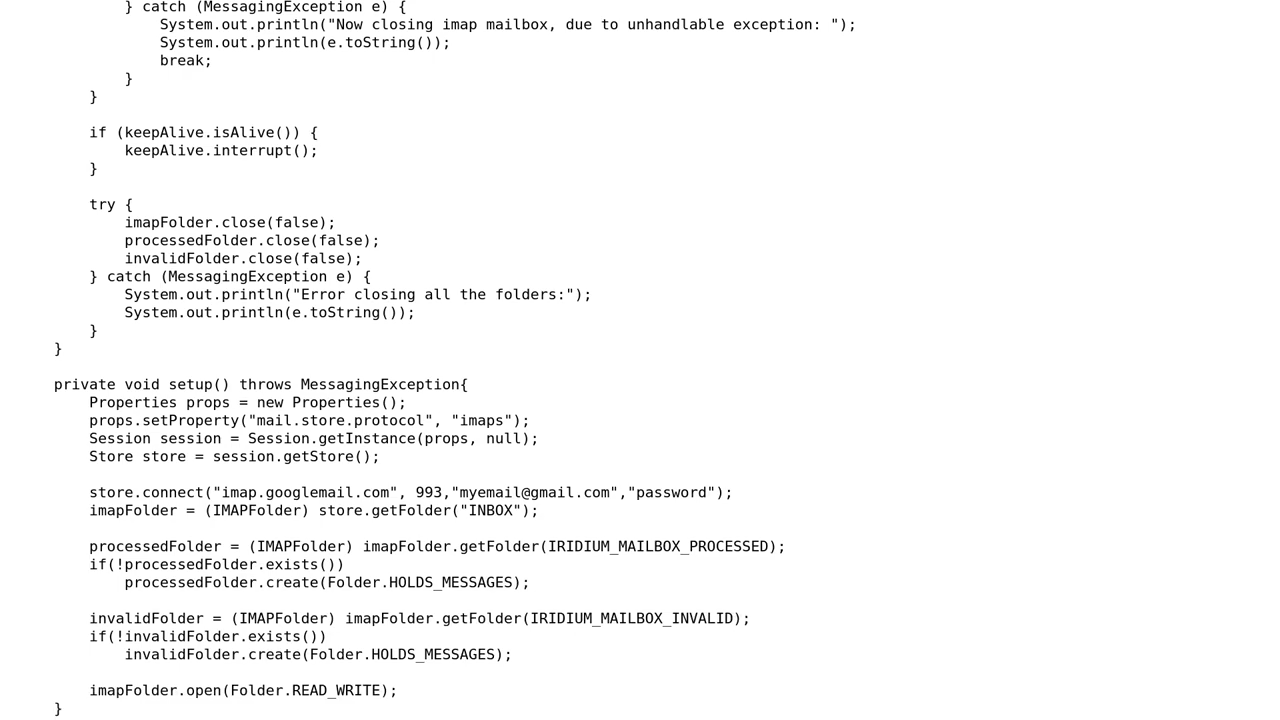 } catch (MessagingException e) {
System.out.println("Now closing imap mailbox, due to unhandlable exception: ");
System.out.println(e.toString());
break;
}
}
if (keepAlive.isAlive()) {
keepAlive.interrupt();
}
try {
imapFolder.close(false);
processedFolder.close(false);
invalidFolder.close(false);
} catch (MessagingException e) {
System.out.println("Error closing all the folders:");
System.out.println(e.toString());
}
}
private void setup() throws MessagingException{
Properties props = new Properties();
props.setProperty("mail.store.protocol", "imaps");
Session session = Session.getInstance(props, null);
Store store = session.getStore();
store.connect("imap.googlemail.com", 993,"myemail@gmail.com","password");
imapFolder = (IMAPFolder) store.getFolder("INBOX");
processedFolder = (IMAPFolder) imapFolder.getFolder(IRIDIUM_MAILBOX_PROCESSED);
if(!processedFolder.exists())
processedFolder.create(Folder.HOLDS_MESSAGES);
invalidFolder = (IMAPFolder) imapFolder.getFolder(IRIDIUM_MAILBOX_INVALID);
if(!invalidFolder.exists())
invalidFolder.create(Folder.HOLDS_MESSAGES);
imapFolder.open(Folder.READ_WRITE);
}